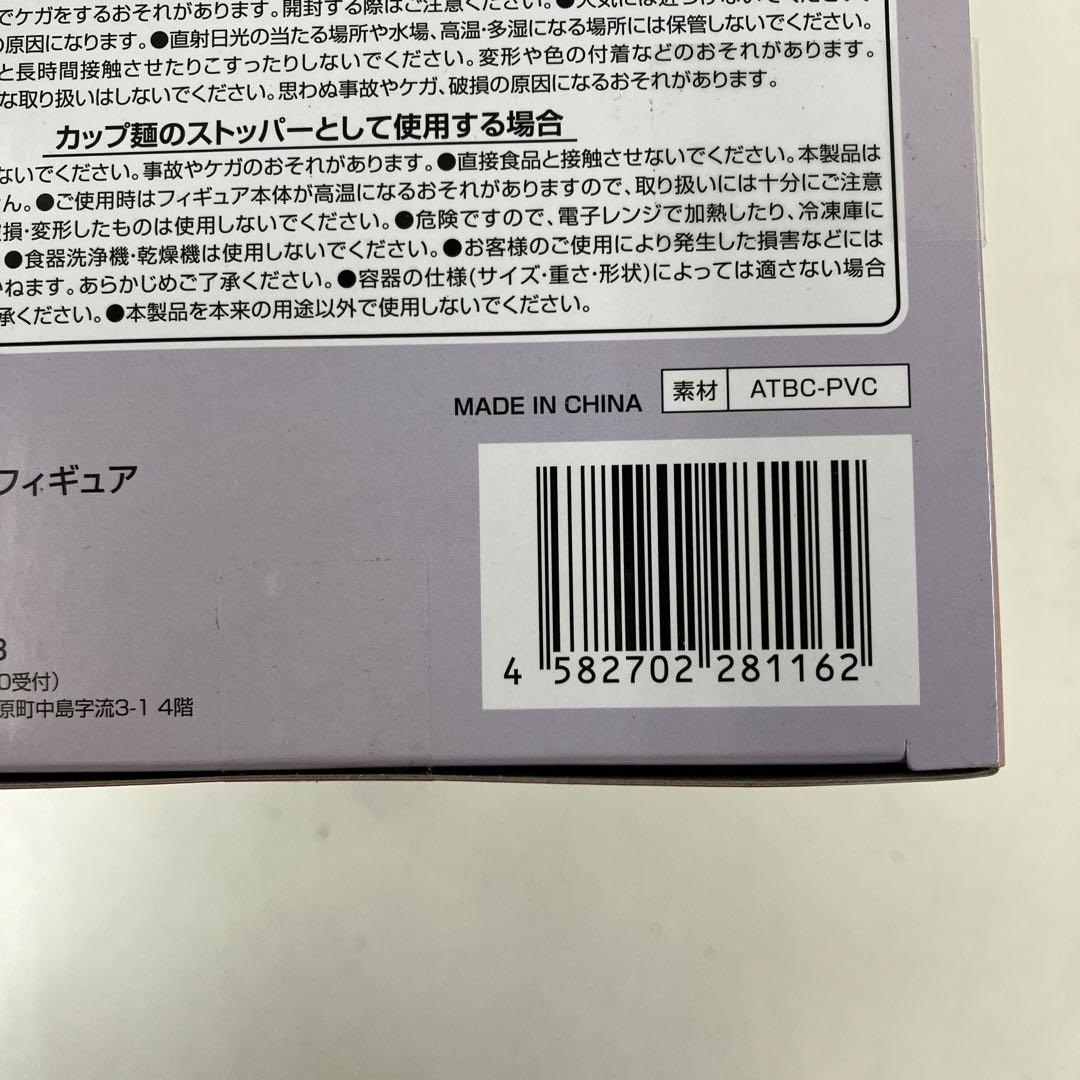 でケガをするおそれがあります。開封する際はご注意ください。●火気には近づけないでください。
の原因になります。●直射日光の当たる場所や水場、高温・多湿になる場所には保管しないでください。
と長時間接触させたりこすったりしないでください。変形や色の付着などのおそれがあります。
な取り扱いはしないでください。思わぬ事故やケガ、破損の原因になるおそれがあります。
カップ麺のストッパーとして使用する場合
ないでください。事故やケガのおそれがあります。●直接食品と接触させないでください。本製品は
せん。●ご使用時はフィギュア本体が高温になるおそれがありますので、取り扱いには十分にご注意
破損・変形したものは使用しないでください。●危険ですので、電子レンジで加熱したり、冷凍庫に
●食器洗浄機・乾燥機は使用しないでください。●お客様のご使用により発生した損害などには
かねます。あらかじめご了承ください。●容器の仕様(サイズ・重さ・形状)によっては適さない場合
承ください。●本製品を本来の用途以外で使用しないでください。
MADE IN CHINA 素材 ATBC-PVC
フィギュア
4 582702 281162
3
0受付)
原町中島字流3-1 4階